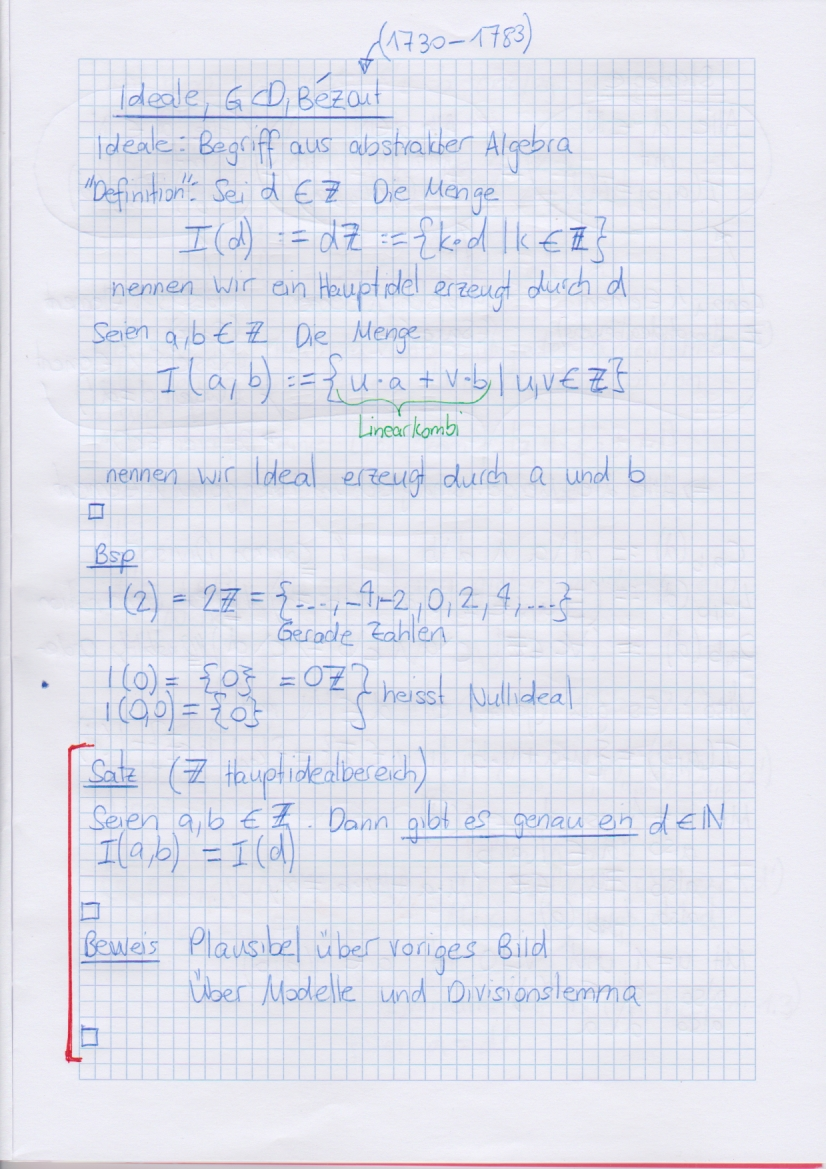 (1730-1783)
Ideale, GCD, Bézout
Ideale: Begriff aus abstrakter Algebra
"Definition": Sei d ∈ ℤ Die Menge
I(d) := dℤ := {k·d | k ∈ ℤ}
nennen wir ein Hauptidel erzeugt durch d
Seien a,b ∈ ℤ Die Menge
I(a,b) := {u·a + v·b | u,v ∈ ℤ}
Linearkombi
nennen wir Ideal erzeugt durch a und b
□
Bsp
I(2) = 2ℤ = {..., -4,-2,0,2,4,...}
Gerade Zahlen
I(0) = {0} = 0ℤ
I(0,0) = {0} } heisst Nullideal
Satz (ℤ Hauptidealbereich)
Seien a,b ∈ ℤ. Dann gibt es genau ein d ∈ ℕ
I(a,b) = I(d)
□
Beweis Plausibel über voriges Bild
Über Modelle und Divisionslemma
□